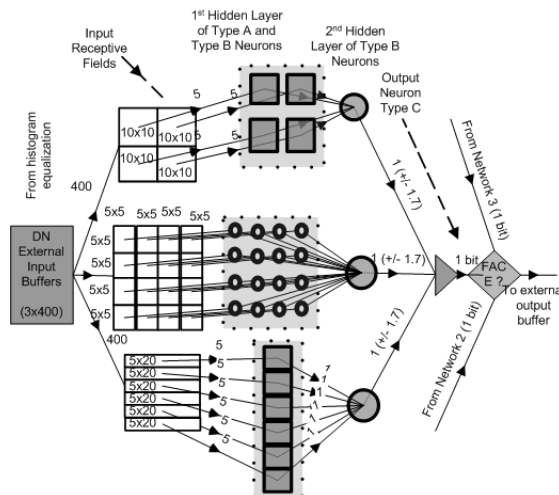 1st Hidden Layer
of Type A and
Type B Neurons
2nd Hidden
Layer of Type B
Neurons
Input
Receptive
Fields
Output
Neuron
Type C
From histogram
equalization
5
5
10x10
10x10
5
5
10x10
10x10
400
1 (+/- 1.7)
From Network 3 (1 bit)
5x5
5x5
5x5
5x5
5x5
5x5
5x5
5x5
DN
External
Input
Buffers
(3x400)
1 (+/- 1.7)
1 bit
FAC
E ?
To external
output
buffer
400
1 (+/- 1.7)
From Network 2 (1 bit)
5x20
5x20
5x20
5x20
5x20
5x20
5
5
5
5
5
5
1
1
1
1
1
1